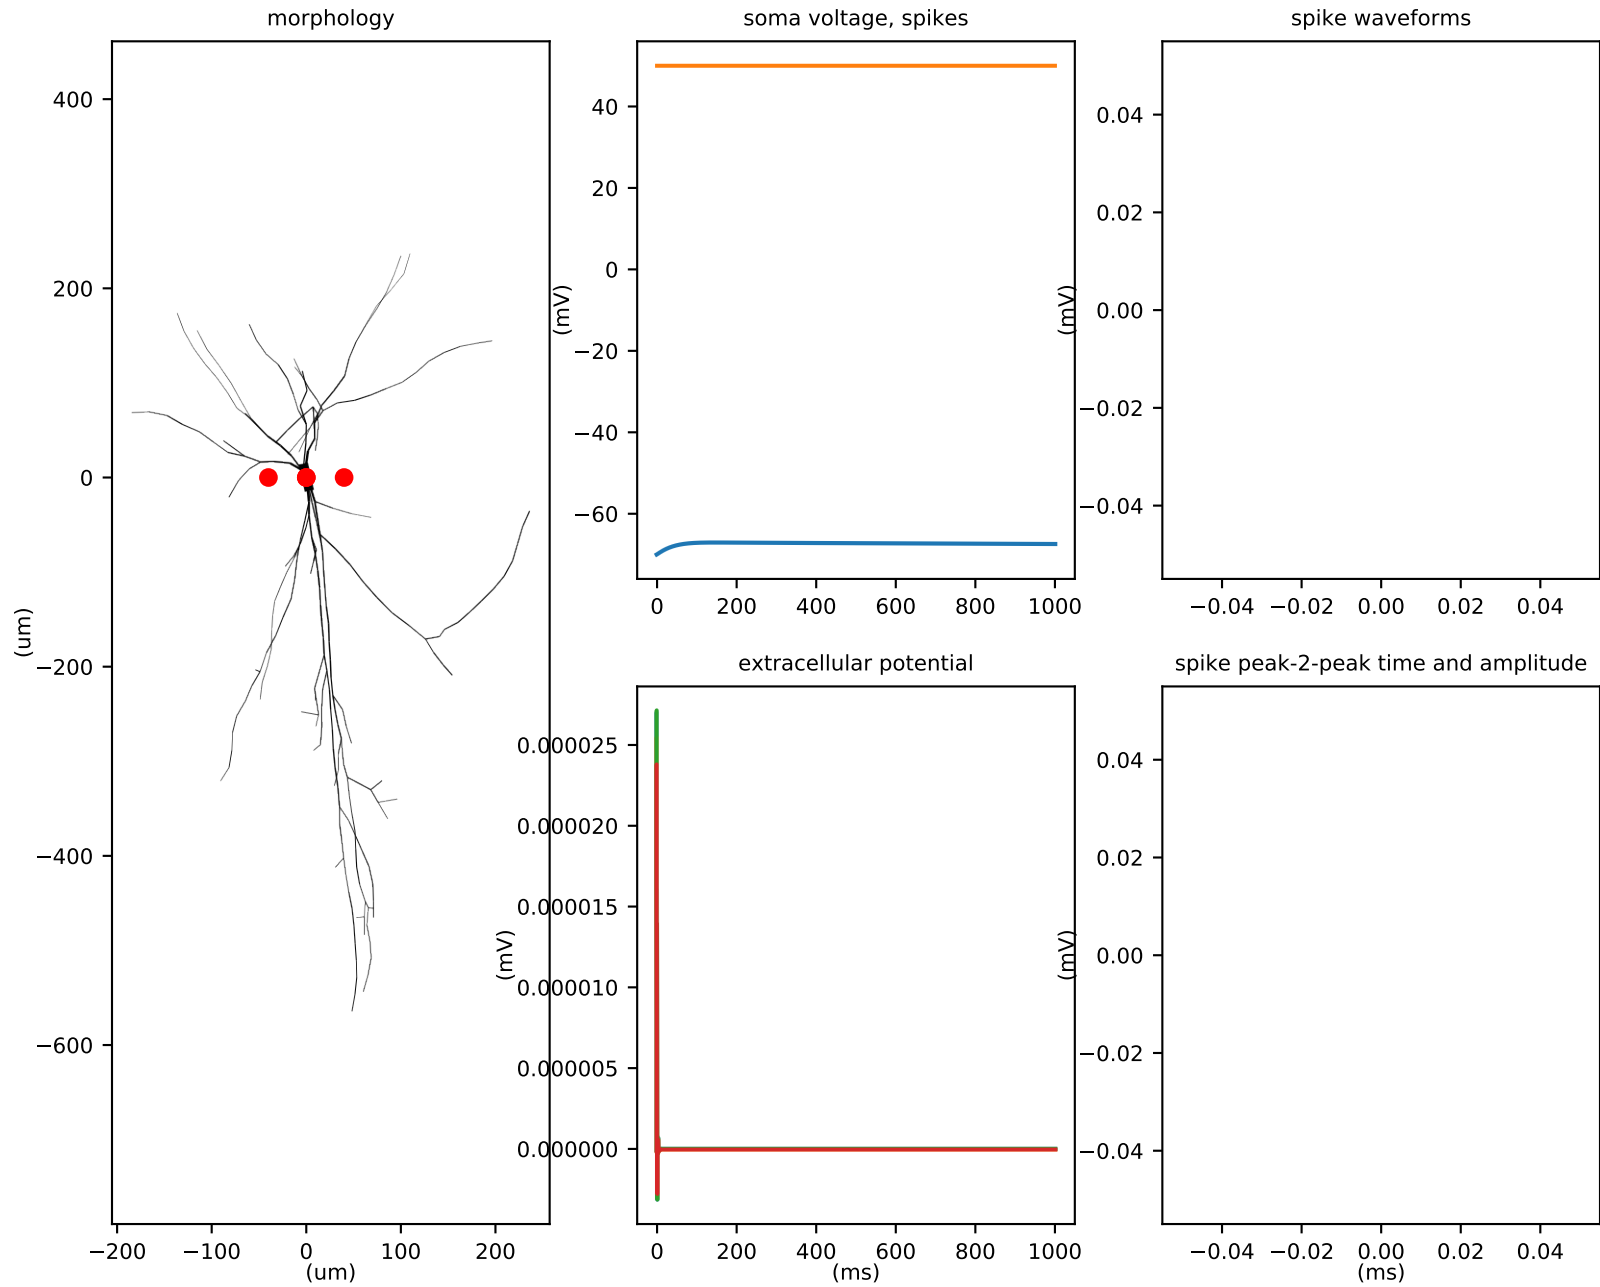 morphology
400
200
0
−200
−400
−600
(um)
−200 −100 0 100 200
(um)
soma voltage, spikes
40
20
0
−20
−40
−60
(mV)
0 200 400 600 800 1000
spike waveforms
0.04
0.02
0.00
−0.02
−0.04
(mV)
−0.04 −0.02 0.00 0.02 0.04
extracellular potential
0.000025
0.000020
0.000015
0.000010
0.000005
0.000000
(mV)
0 200 400 600 800 1000
(ms)
spike peak-2-peak time and amplitude
0.04
0.02
0.00
−0.02
−0.04
(mV)
−0.04 −0.02 0.00 0.02 0.04
(ms)